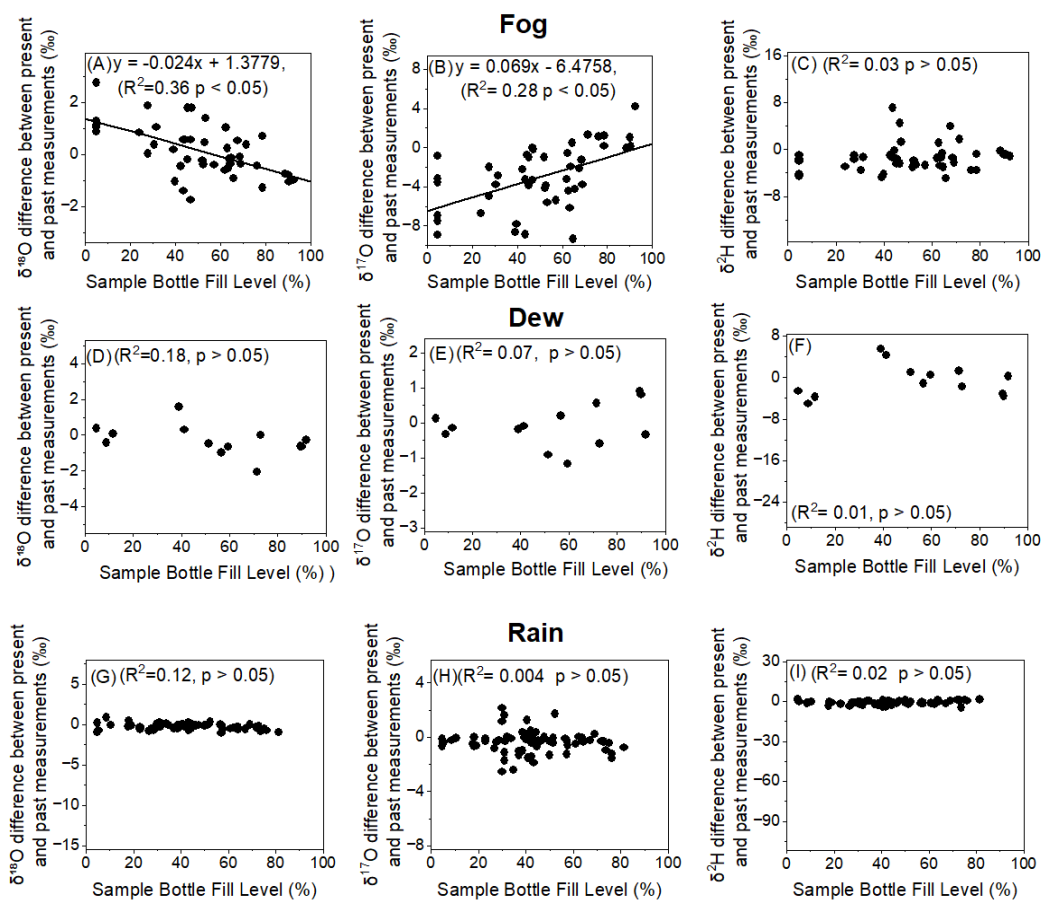 Fog
(A) y = -0.024x + 1.3779,
(R²=0.36 p < 0.05)
δ¹⁸O difference between present
and past measurements (‰)
2
0
−2
0 20 40 60 80 100
Sample Bottle Fill Level (%)
(B) y = 0.069x - 6.4758,
(R²= 0.28 p < 0.05)
δ¹⁷O difference between present
and past measurements (‰)
8
4
0
−4
−8
0 20 40 60 80 100
Sample Bottle Fill Level (%)
(C) (R²= 0.03 p > 0.05)
δ²H difference between present
and past measurements (‰)
16
8
0
−8
−16
0 20 40 60 80 100
Sample Bottle Fill Level (%)
Dew
(D) (R²=0.18, p > 0.05)
δ¹⁸O difference between present
and past measurements (‰)
4
2
0
−2
−4
0 20 40 60 80 100
Sample Bottle Fill Level (%) )
(E) (R²= 0.07, p > 0.05)
δ¹⁷O difference between present
and past measurements (‰)
2
1
0
−1
−2
−3
0 20 40 60 80 100
Sample Bottle Fill Level (%)
(F)
(R²= 0.01, p > 0.05)
δ²H difference between present
and past measurements (‰)
8
0
−8
−16
−24
0 20 40 60 80 100
Sample Bottle Fill Level (%)
Rain
(G) (R²=0.12, p > 0.05)
δ¹⁸O difference between present
and past measurements (‰)
5
0
−5
−10
−15
0 20 40 60 80 100
Sample Bottle Fill Level (%)
(H)(R²= 0.004 p > 0.05)
δ¹⁷O difference between present
and past measurements (‰)
4
0
−4
−8
0 20 40 60 80 100
Sample Bottle Fill Level (%)
(I) (R²= 0.02 p > 0.05)
δ²H difference between present
and past measurements (‰)
30
0
−30
−60
−90
0 20 40 60 80 100
Sample Bottle Fill Level (%)